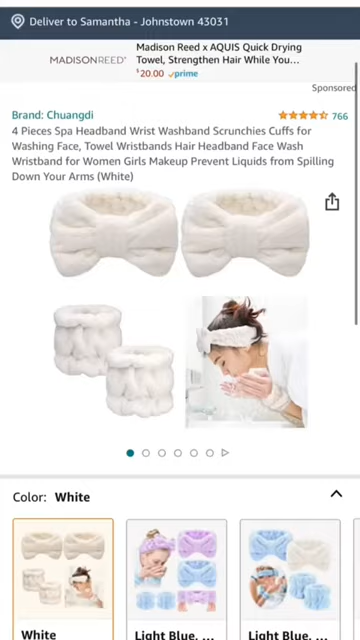 Deliver to Samantha - Johnstown 43031
MADISONREED
Madison Reed x AQUIS Quick Drying
Towel, Strengthen Hair While You...
$20.00 prime
Sponsored
Brand: Chuangdi
766
4 Pieces Spa Headband Wrist Washband Scrunchies Cuffs for
Washing Face, Towel Wristbands Hair Headband Face Wash
Wristband for Women Girls Makeup Prevent Liquids from Spilling
Down Your Arms (White)
Color: White
White
Light Blue, ...
Light Blue, ...